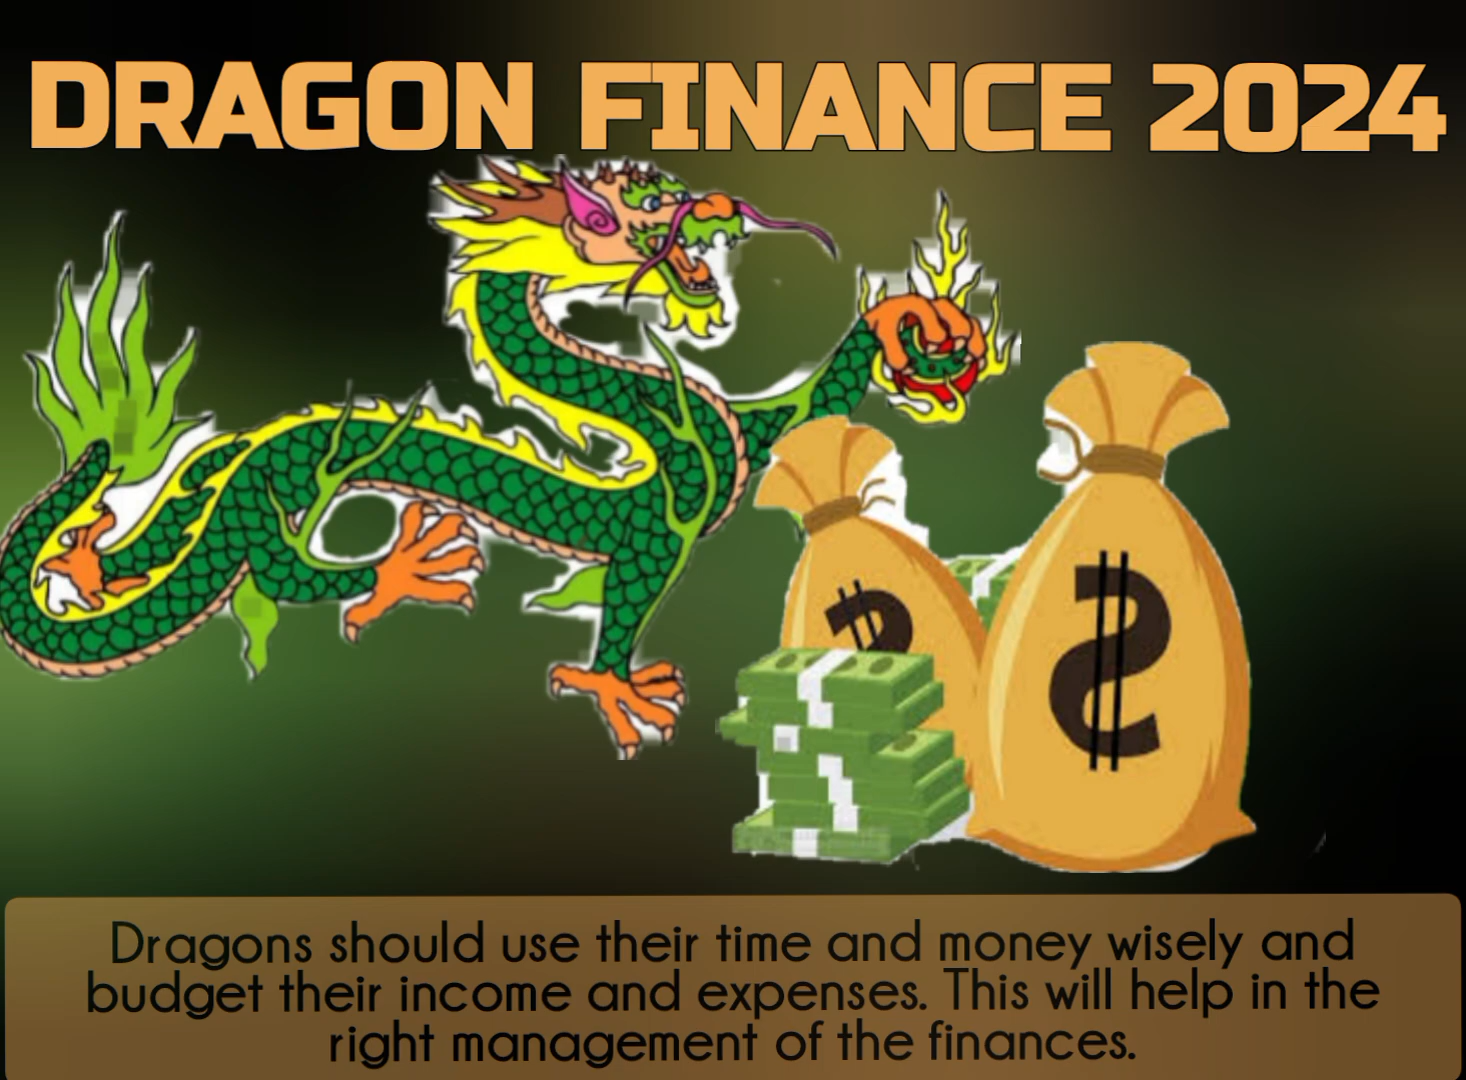 DRAGON FINANCE 2024
Dragons should use their time and money wisely and
budget their income and expenses. This will help in the
right management of the finances.